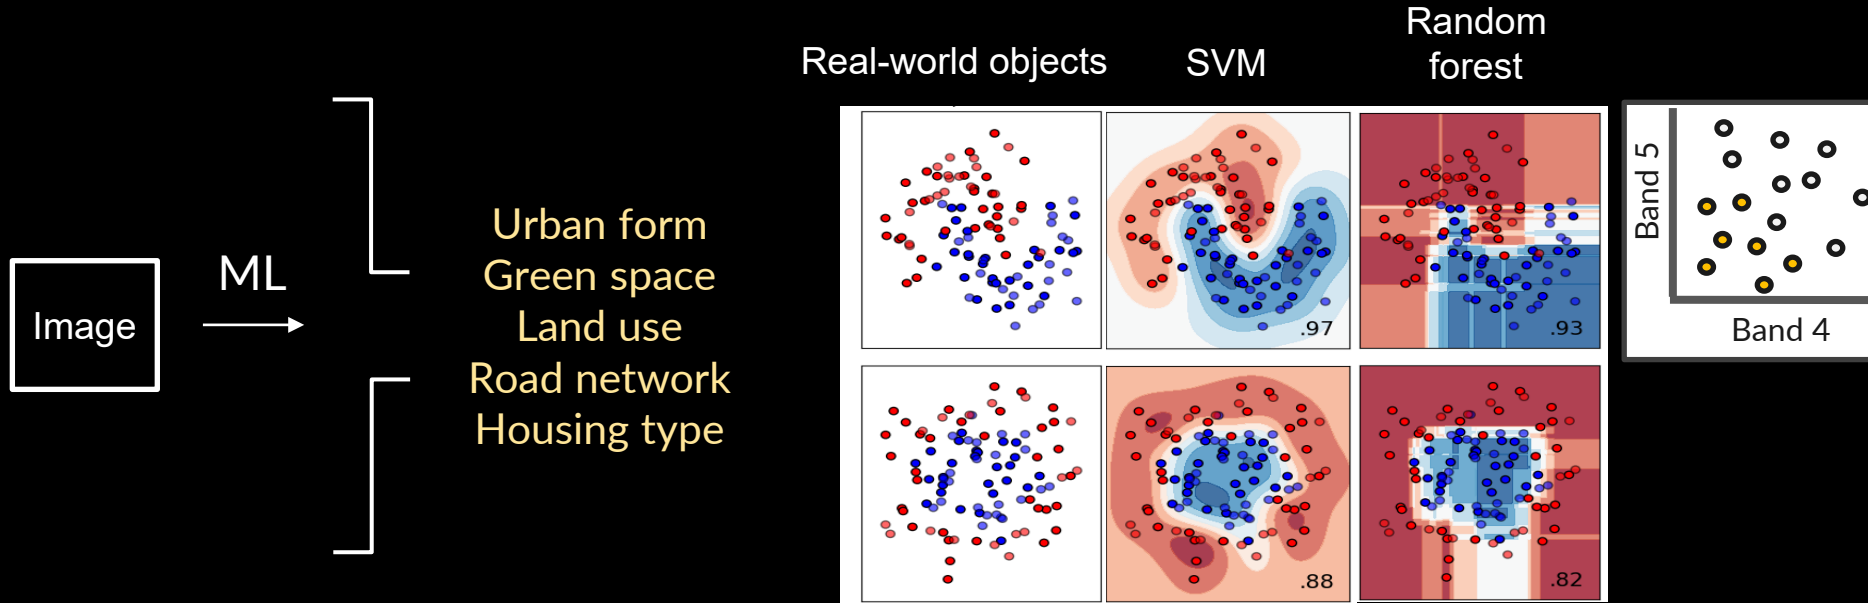 Image
ML
Urban form
Green space
Land use
Road network
Housing type
Real-world objects
SVM
Random
forest
.97
.93
.88
.82
Band 5
Band 4